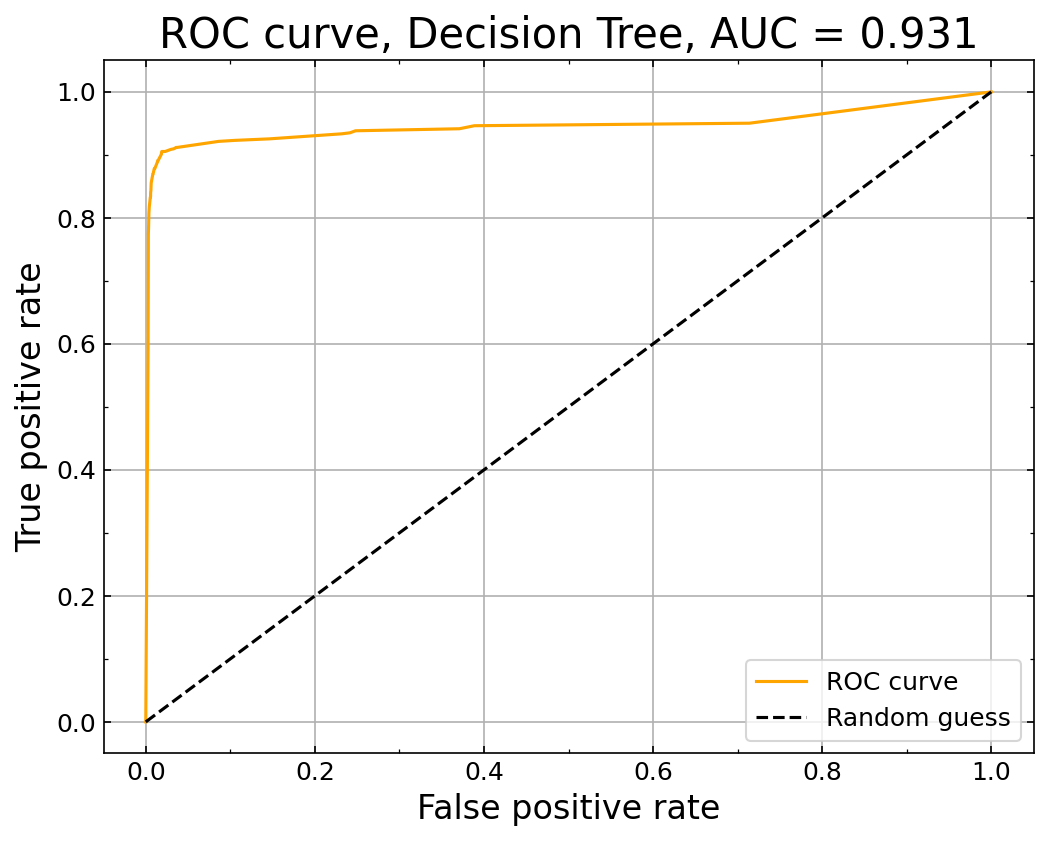 ROC curve, Decision Tree, AUC = 0.931
1.0
0.8
0.6
0.4
0.2
0.0
True positive rate
ROC curve
Random guess
0.0 0.2 0.4 0.6 0.8 1.0
False positive rate